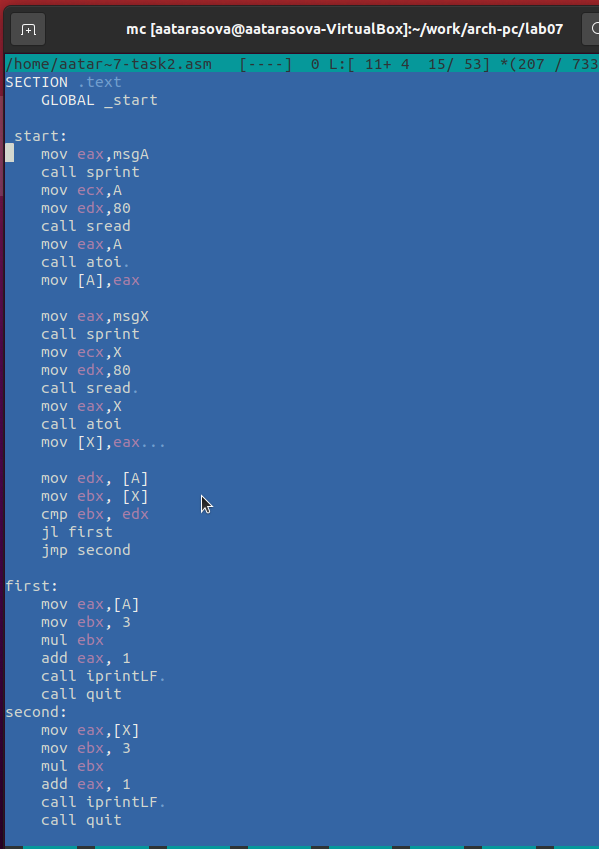 mc [aatarasova@aatarasova-VirtualBox]:~/work/arch-pc/lab07
/home/aatar~7-task2.asm   [----]  0 L:[ 11+ 4  15/ 53] *(207 / 733
SECTION .text
    GLOBAL _start

 start:
    mov eax,msgA
    call sprint
    mov ecx,A
    mov edx,80
    call sread
    mov eax,A
    call atoi.
    mov [A],eax

    mov eax,msgX
    call sprint
    mov ecx,X
    mov edx,80
    call sread.
    mov eax,X
    call atoi
    mov [X],eax...

    mov edx, [A]
    mov ebx, [X]
    cmp ebx, edx
    jl first
    jmp second

first:
    mov eax,[A]
    mov ebx, 3
    mul ebx
    add eax, 1
    call iprintLF.
    call quit
second:
    mov eax,[X]
    mov ebx, 3
    mul ebx
    add eax, 1
    call iprintLF.
    call quit